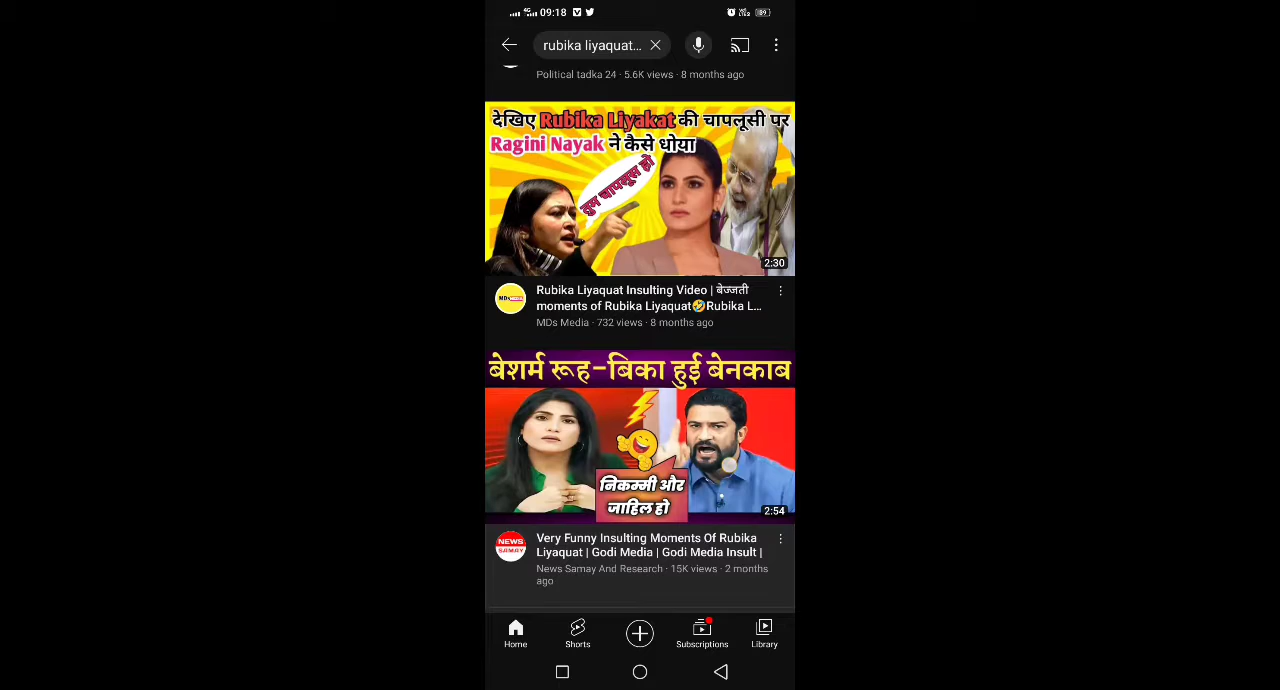 09:18
rubika liyaquat...
Political tadka 24 · 5.6K views · 8 months ago
देखिए Rubika Liyakat की चापलूसी पर
Ragini Nayak ने कैसे धोया
तुम चापलूस हो
2:30
Rubika Liyaquat Insulting Video | बेज्जती
moments of Rubika Liyaquat🤣Rubika L...
MDs Media · 732 views · 8 months ago
बेशर्म रूह-बिका हुई बेनकाब
निकम्मी और
जाहिल हो
2:54
NEWS
SAMAY
Very Funny Insulting Moments Of Rubika
Liyaquat | Godi Media | Godi Media Insult |
News Samay And Research · 15K views · 2 months
ago
Home
Shorts
Subscriptions
Library